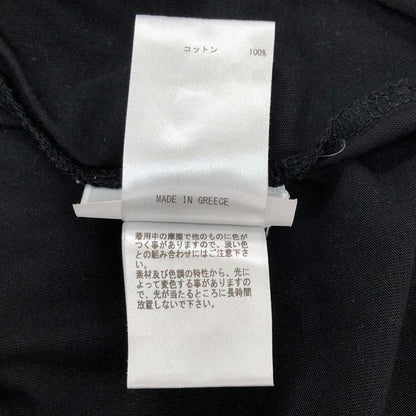 コットン 100%
MADE IN GREECE
着用中の摩擦で他のものに色が
つく事がありますので、淡い色
との組み合わせにはご注意下さ
い。
素材及び色調の特性から、光に
よって変色する事があります
ので、光が当たるところに長時間
放置しないで下さい。